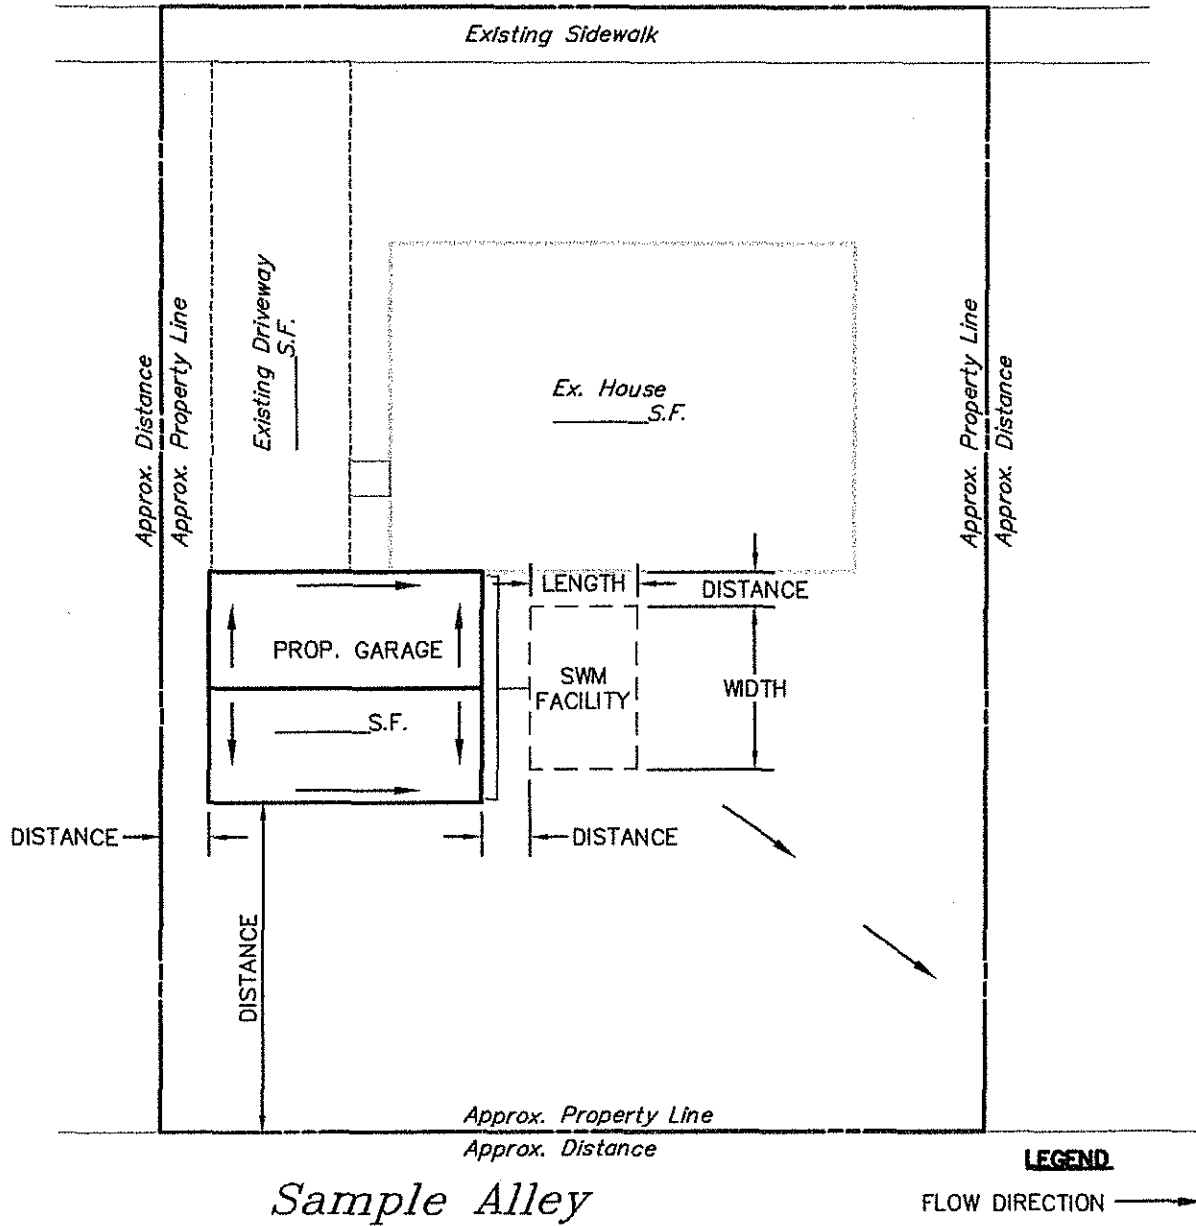 Existing Sidewalk
Approx. Distance
Approx. Property Line
Existing Driveway
S.F.
Ex. House
S.F.
Approx. Property Line
Approx. Distance
LENGTH
DISTANCE
PROP. GARAGE
S.F.
SWM
FACILITY
WIDTH
DISTANCE
DISTANCE
DISTANCE
Approx. Property Line
Approx. Distance
Sample Alley
LEGEND
FLOW DIRECTION